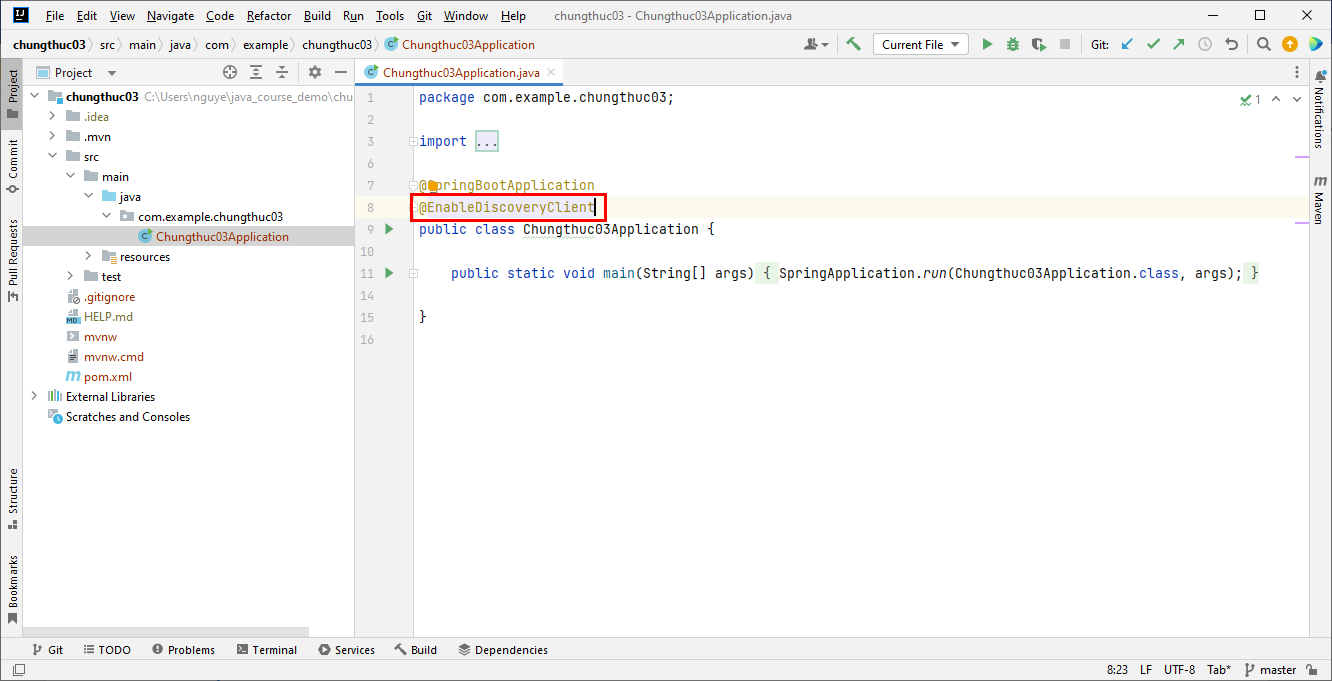 File Edit View Navigate Code Refactor Build Run Tools Git Window Help chungthuc03 - Chungthuc03Application.java
chungthuc03 src main java com example chungthuc03 Chungthuc03Application Current File Git:
Project
Chungthuc03Application.java
chungthuc03 C:\Users\nguye\java_course_demo\chu
.idea
.mvn
src
main
java
com.example.chungthuc03
Chungthuc03Application
resources
test
.gitignore
HELP.md
mvnw
mvnw.cmd
pom.xml
External Libraries
Scratches and Consoles
Project
Commit
Pull Requests
Structure
Bookmarks
1 package com.example.chungthuc03;
2
3 import ...
6
7 @SpringBootApplication
8 @EnableDiscoveryClient
9 public class Chungthuc03Application {
10
11 public static void main(String[] args) { SpringApplication.run(Chungthuc03Application.class, args); }
14
15 }
16
1
Notifications
Maven
Git TODO Problems Terminal Services Build Dependencies
8:23 LF UTF-8 Tab* master